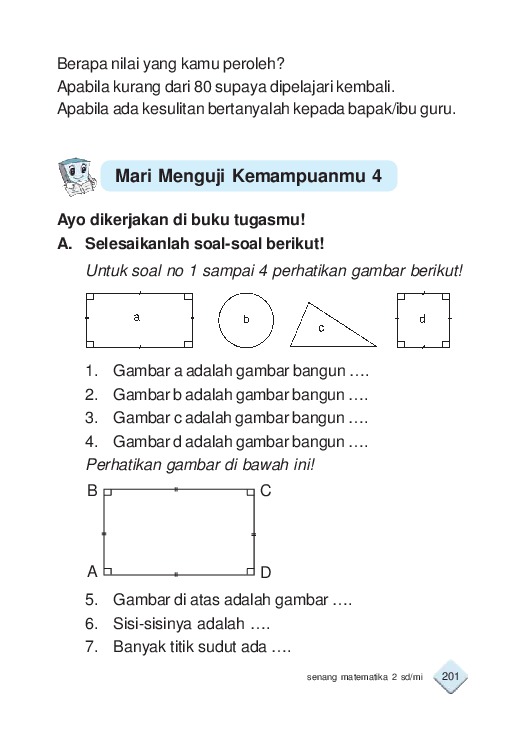 Berapa nilai yang kamu peroleh?
Apabila kurang dari 80 supaya dipelajari kembali.
Apabila ada kesulitan bertanyalah kepada bapak/ibu guru.
Mari Menguji Kemampuanmu 4
Ayo dikerjakan di buku tugasmu!
A. Selesaikanlah soal-soal berikut!
Untuk soal no 1 sampai 4 perhatikan gambar berikut!
a b c d
1. Gambar a adalah gambar bangun ….
2. Gambar b adalah gambar bangun ….
3. Gambar c adalah gambar bangun ….
4. Gambar d adalah gambar bangun ….
Perhatikan gambar di bawah ini!
B C
A D
5. Gambar di atas adalah gambar ….
6. Sisi-sisinya adalah ….
7. Banyak titik sudut ada ….
senang matematika 2 sd/mi 201